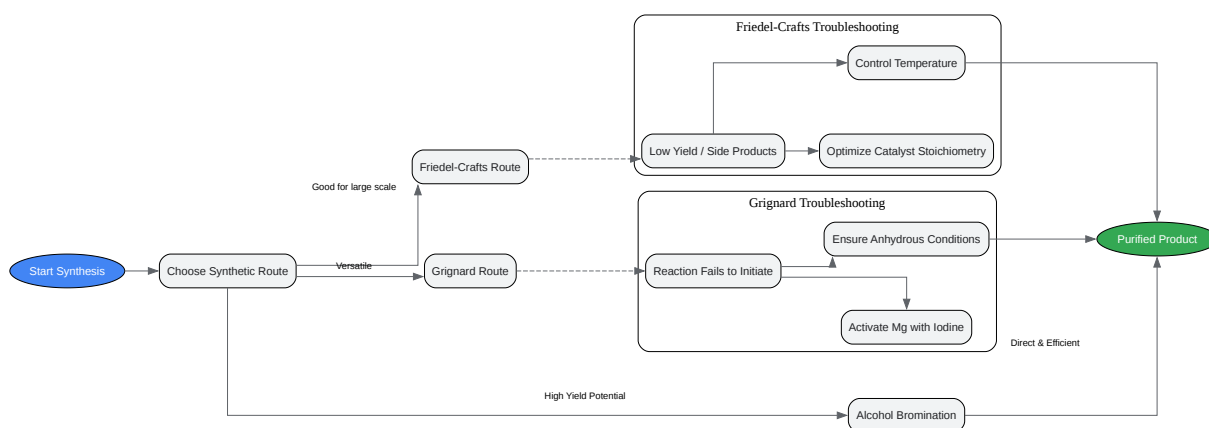 Friedel-Crafts Troubleshooting
Control Temperature
Low Yield / Side Products
Optimize Catalyst Stoichiometry
Friedel-Crafts Route
Good for large scale
Grignard Troubleshooting
Ensure Anhydrous Conditions
Purified Product
Start Synthesis
Choose Synthetic Route
Versatile
Grignard Route
Reaction Fails to Initiate
Activate Mg with Iodine
Direct & Efficient
High Yield Potential
Alcohol Bromination